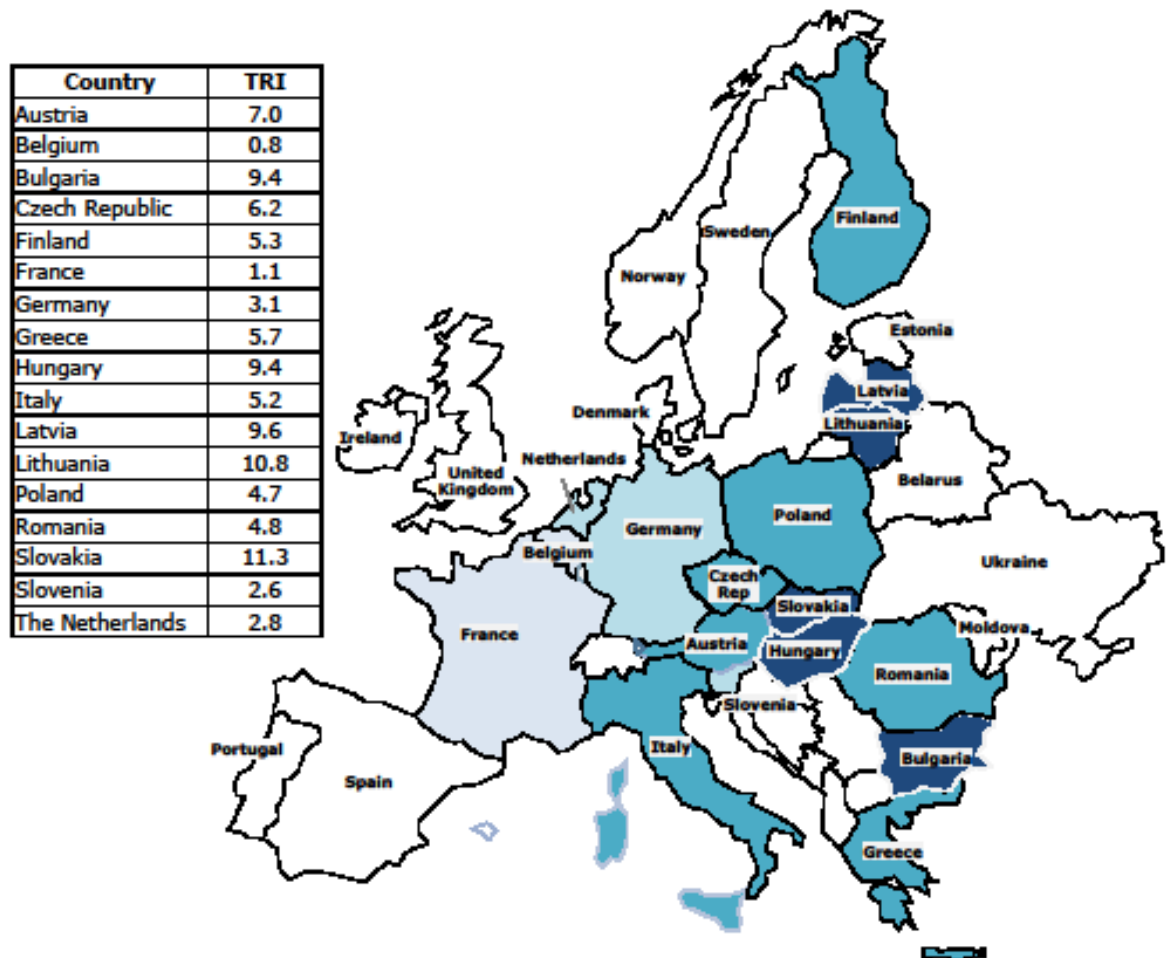 Country TRI
Austria 7.0
Belgium 0.8
Bulgaria 9.4
Czech Republic 6.2
Finland 5.3
France 1.1
Germany 3.1
Greece 5.7
Hungary 9.4
Italy 5.2
Latvia 9.6
Lithuania 10.8
Poland 4.7
Romania 4.8
Slovakia 11.3
Slovenia 2.6
The Netherlands 2.8
Finland
Sweden
Norway
Estonia
Latvia
Denmark
Lithuania
Ireland
Netherlands
United
Kingdom
Belarus
Poland
Germany
Belgium
Ukraine
Czech
Rep
Slovakia
Moldova
France
Austria
Hungary
Romania
Slovenia
Portugal
Italy
Bulgaria
Spain
Greece